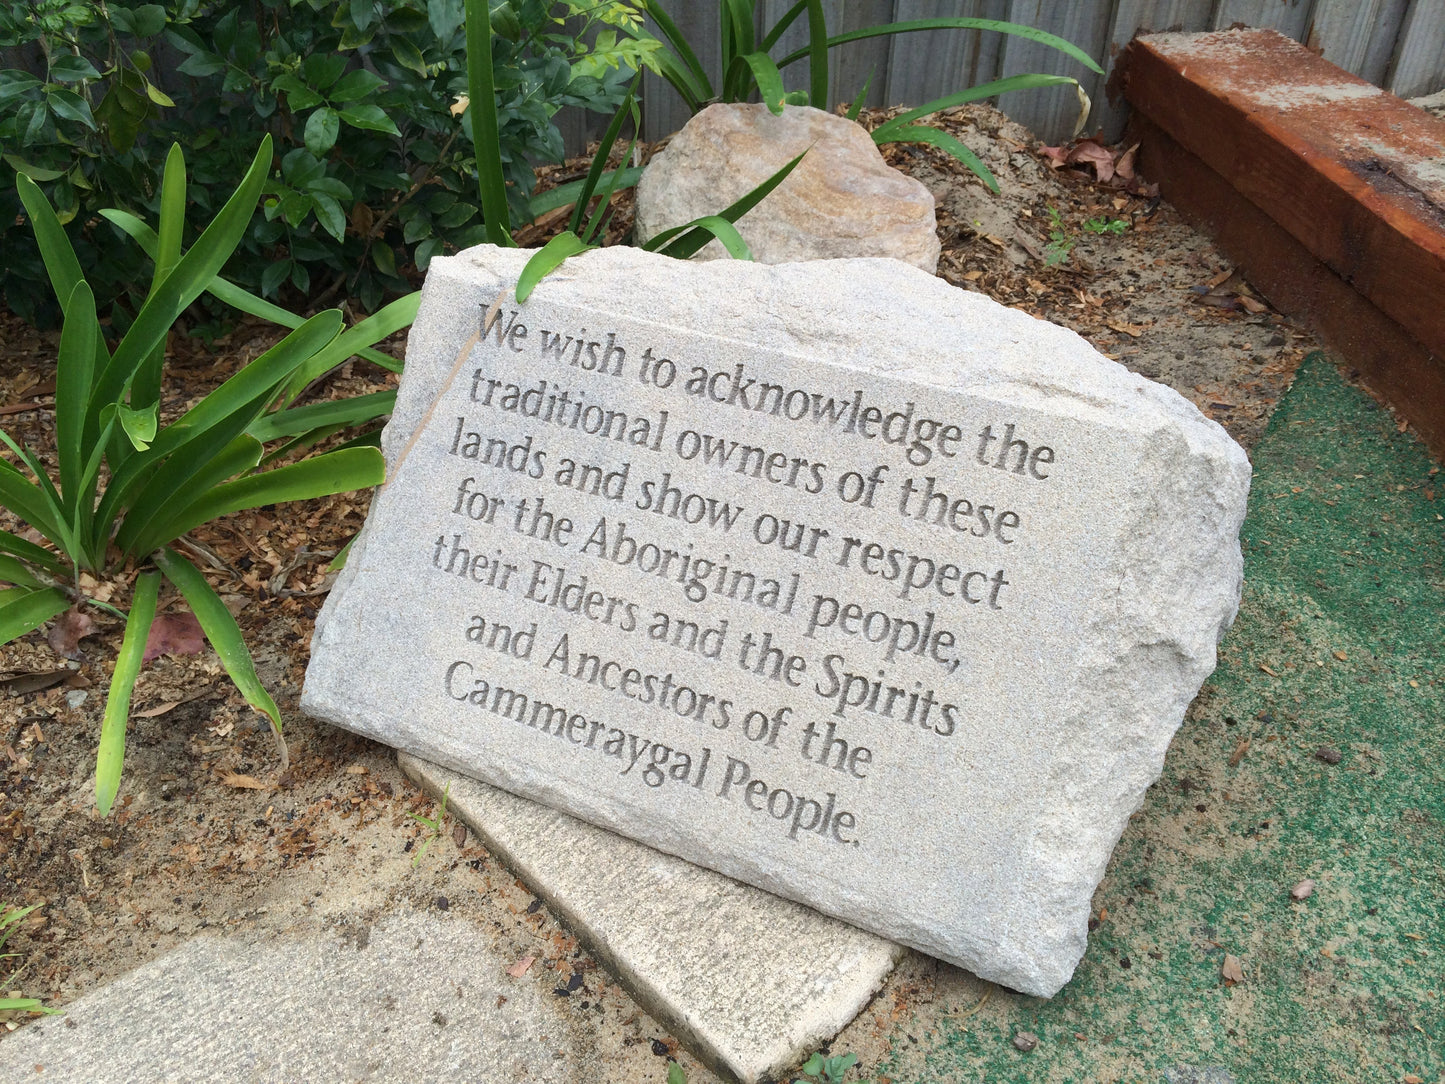 We wish to acknowledge the
traditional owners of these
lands and show our respect
for the Aboriginal people,
their Elders and the Spirits
and Ancestors of the
Cammeraygal People.